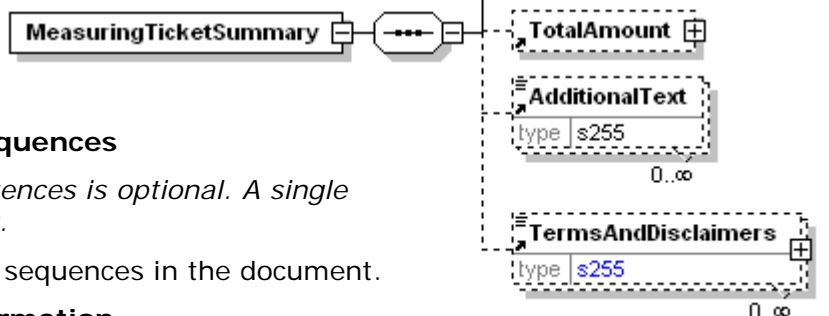 MeasuringTicketSummary
TotalAmount
AdditionalText
type s255
0..∞
TermsAndDisclaimers
type s255
0..∞
quences
ences is optional. A single
sequences in the document.